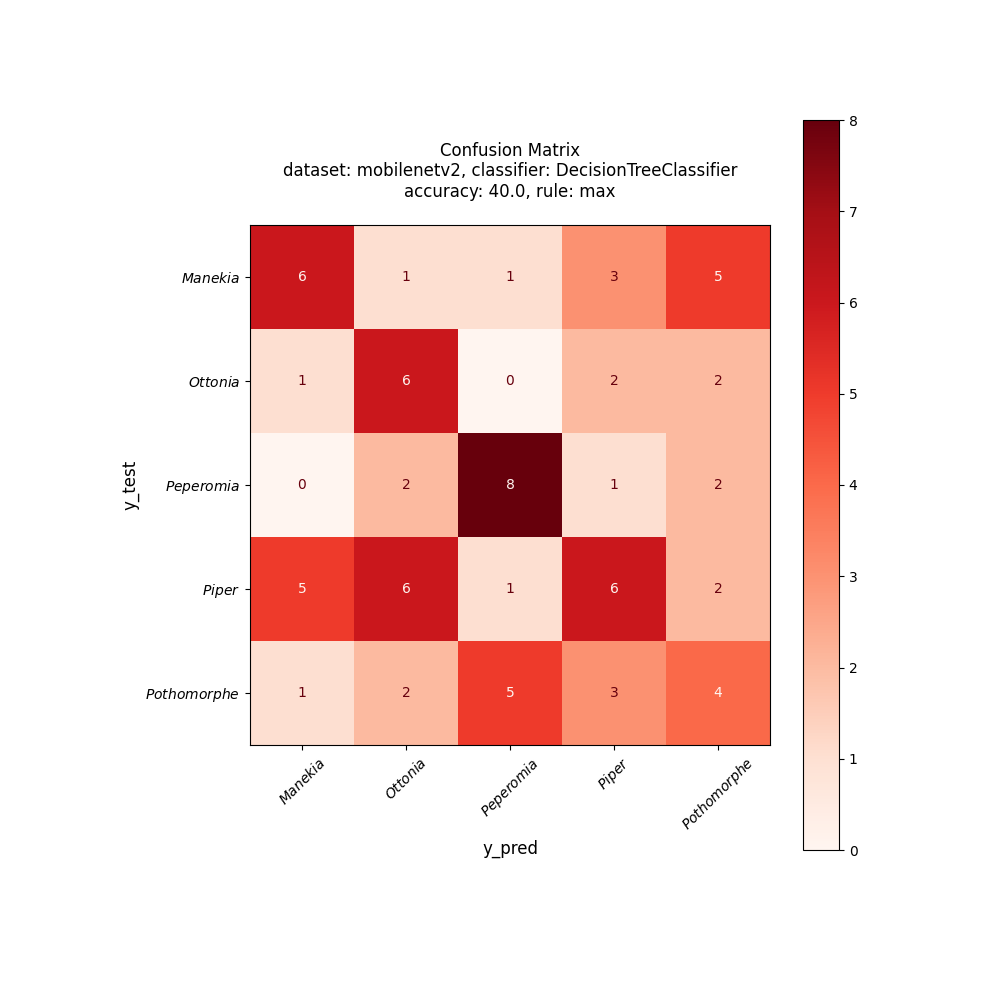 Confusion Matrix
dataset: mobilenetv2, classifier: DecisionTreeClassifier
accuracy: 40.0, rule: max
Manekia 6 1 1 3 5
Ottonia 1 6 0 2 2
Peperomia 0 2 8 1 2
Piper 5 6 1 6 2
Pothomorphe 1 2 5 3 4
Manekia Ottonia Peperomia Piper Pothomorphe
y_pred
y_test
8
7
6
5
4
3
2
1
0